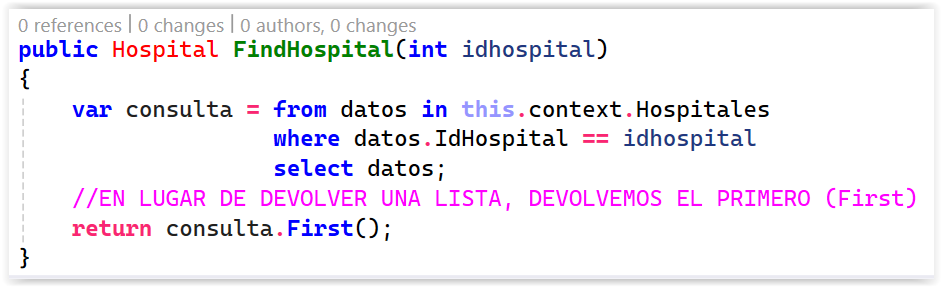 0 references | 0 changes | 0 authors, 0 changes
public Hospital FindHospital(int idhospital)
{
var consulta = from datos in this.context.Hospitales
where datos.IdHospital == idhospital
select datos;
//EN LUGAR DE DEVOLVER UNA LISTA, DEVOLVEMOS EL PRIMERO (First)
return consulta.First();
}